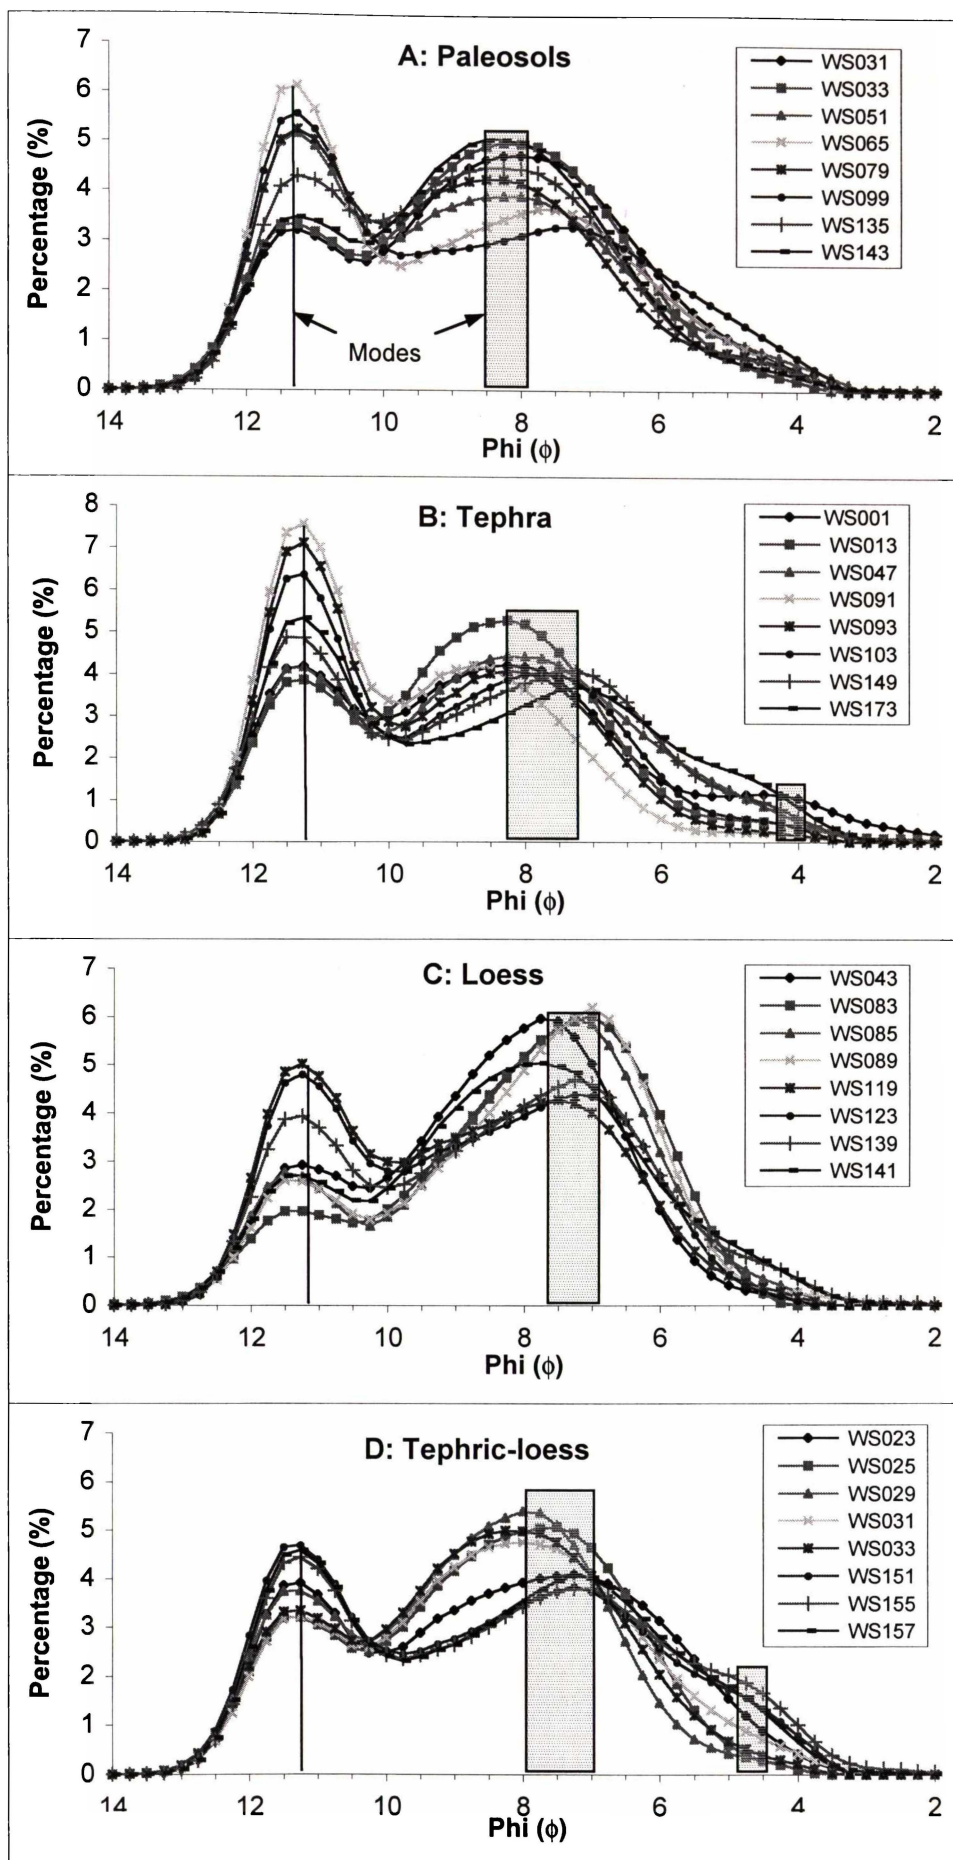 A: Paleosols
7
6
5
4
3
2
1
0
Percentage (%)
Modes
WS031
WS033
WS051
WS065
WS079
WS099
WS135
WS143
14 12 10 8 6 4 2
Phi (ϕ)
B: Tephra
8
7
6
5
4
3
2
1
0
Percentage (%)
WS001
WS013
WS047
WS091
WS093
WS103
WS149
WS173
14 12 10 8 6 4 2
Phi (ϕ)
C: Loess
7
6
5
4
3
2
1
0
Percentage (%)
WS043
WS083
WS085
WS089
WS119
WS123
WS139
WS141
14 12 10 8 6 4 2
Phi (ϕ)
D: Tephric-loess
7
6
5
4
3
2
1
0
Percentage (%)
WS023
WS025
WS029
WS031
WS033
WS151
WS155
WS157
14 12 10 8 6 4 2
Phi (ϕ)